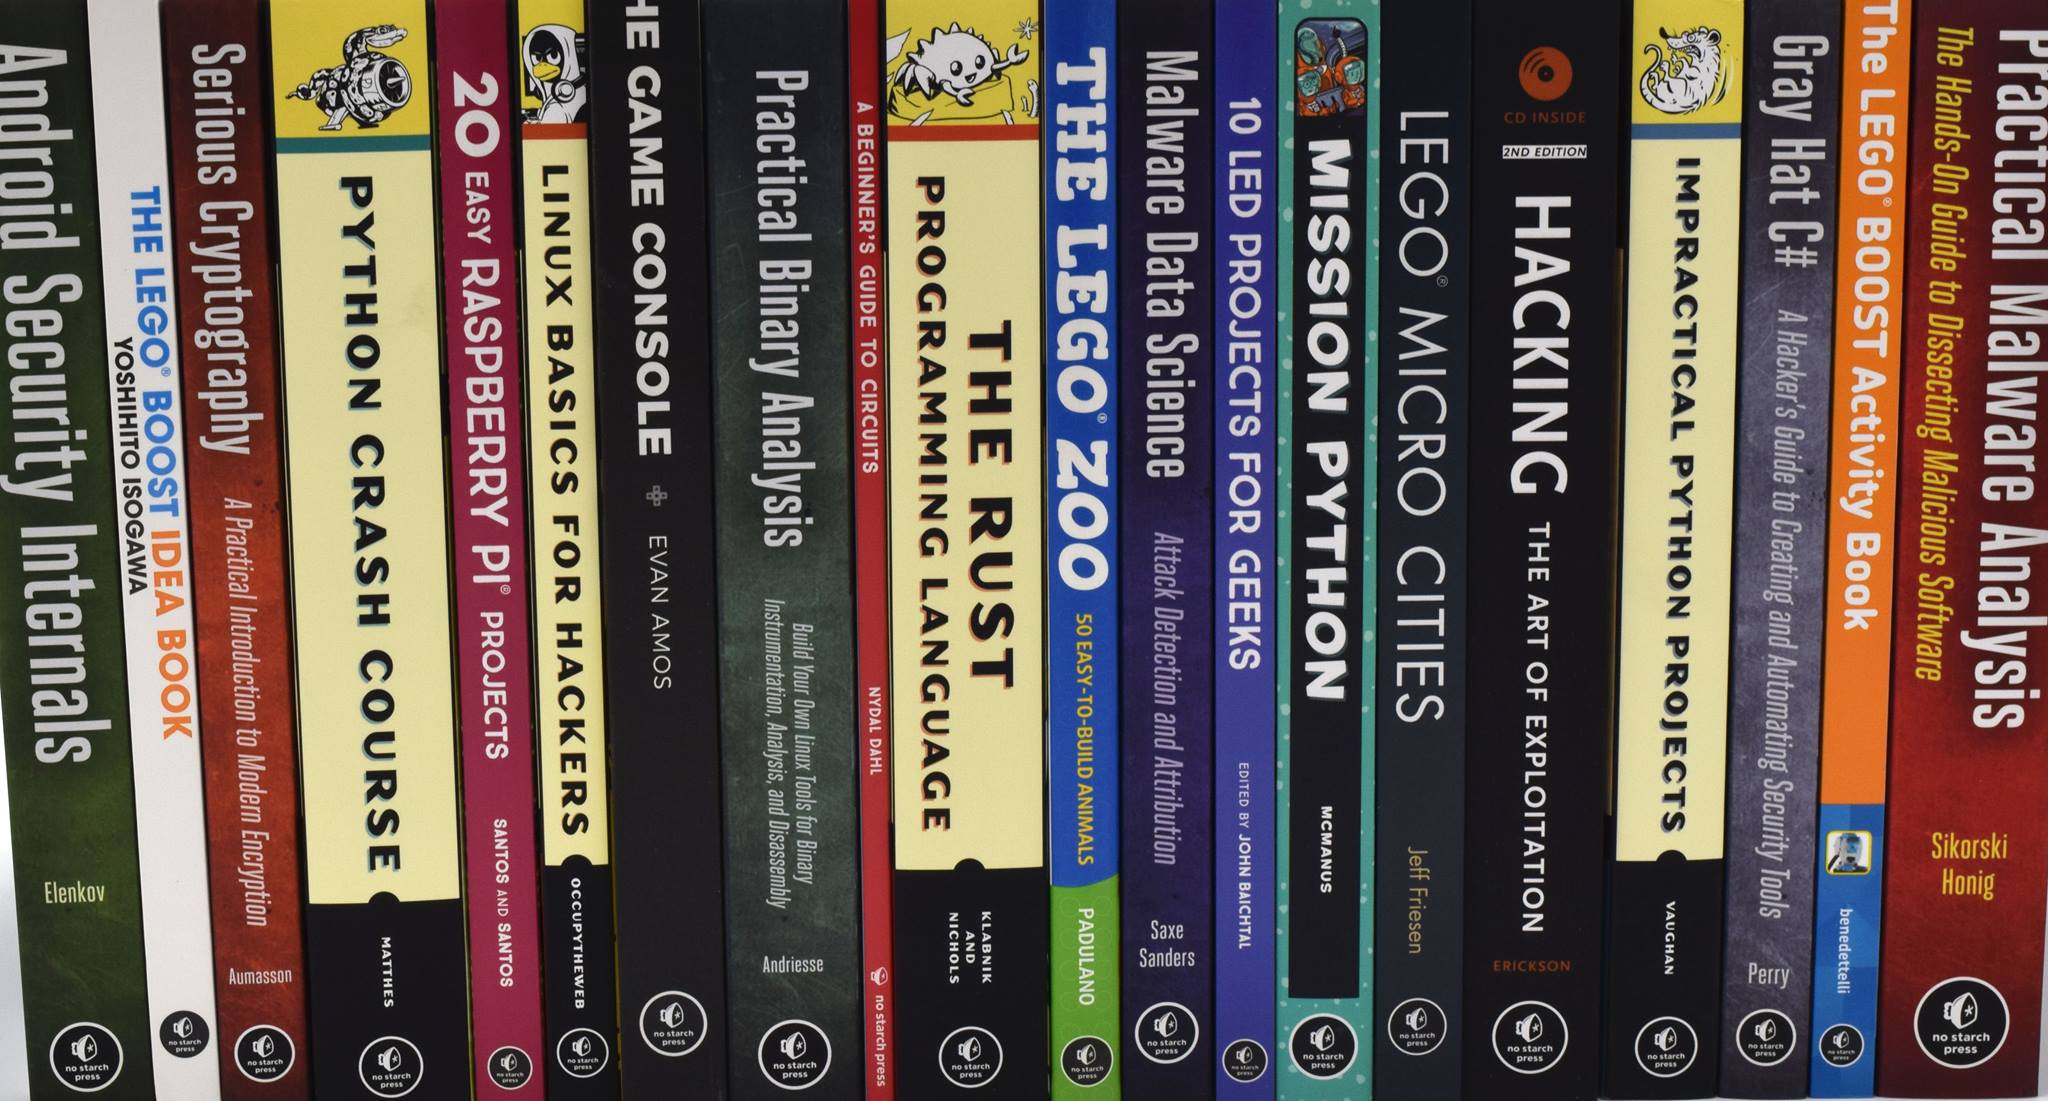 Android Security Internals
Elenkov
no starch press
THE LEGO® BOOST IDEA BOOK
YOSHIHITO ISOGAWA
no starch press
Serious Cryptography
A Practical Introduction to Modern Encryption
Aumasson
no starch press
PYTHON CRASH COURSE
MATTHES
no starch press
20 EASY RASPBERRY PI® PROJECTS
SANTOS AND SANTOS
no starch press
LINUX BASICS FOR HACKERS
OCCUPYTHEWEB
no starch press
HE GAME CONSOLE
EVAN AMOS
no starch press
Practical Binary Analysis
Build Your Own Linux Tools for Binary
Instrumentation, Analysis, and Disassembly
Andriesse
no starch press
A BEGINNER'S GUIDE TO CIRCUITS
NYDAL DAHL
no starch press
THE RUST
PROGRAMMING LANGUAGE
KLABNIK
AND
NICHOLS
no starch press
THE LEGO® ZOO
50 EASY-TO-BUILD ANIMALS
PADULANO
no starch press
Malware Data Science
Attack Detection and Attribution
Saxe
Sanders
no starch press
10 LED PROJECTS FOR GEEKS
EDITED BY JOHN BAICHTAL
no starch press
MISSION PYTHON
MCMANUS
no starch press
LEGO® MICRO CITIES
Jeff Friesen
no starch press
CD INSIDE
2ND EDITION
HACKING
THE ART OF EXPLOITATION
ERICKSON
no starch press
IMPRACTICAL PYTHON PROJECTS
VAUGHAN
no starch press
Gray Hat C#
A Hacker's Guide to Creating and Automating Security Tools
Perry
no starch press
The LEGO® BOOST Activity Book
benedettelli
no starch press
Practical Malware Analysis
The Hands-On Guide to Dissecting Malicious Software
Sikorski
Honig
no starch press